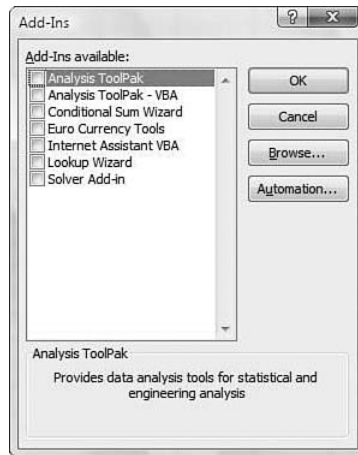 Add-Ins
?
X
Add-Ins available:
Analysis ToolPak
Analysis ToolPak - VBA
Conditional Sum Wizard
Euro Currency Tools
Internet Assistant VBA
Lookup Wizard
Solver Add-in
OK
Cancel
Browse...
Automation...
Analysis ToolPak
Provides data analysis tools for statistical and
engineering analysis